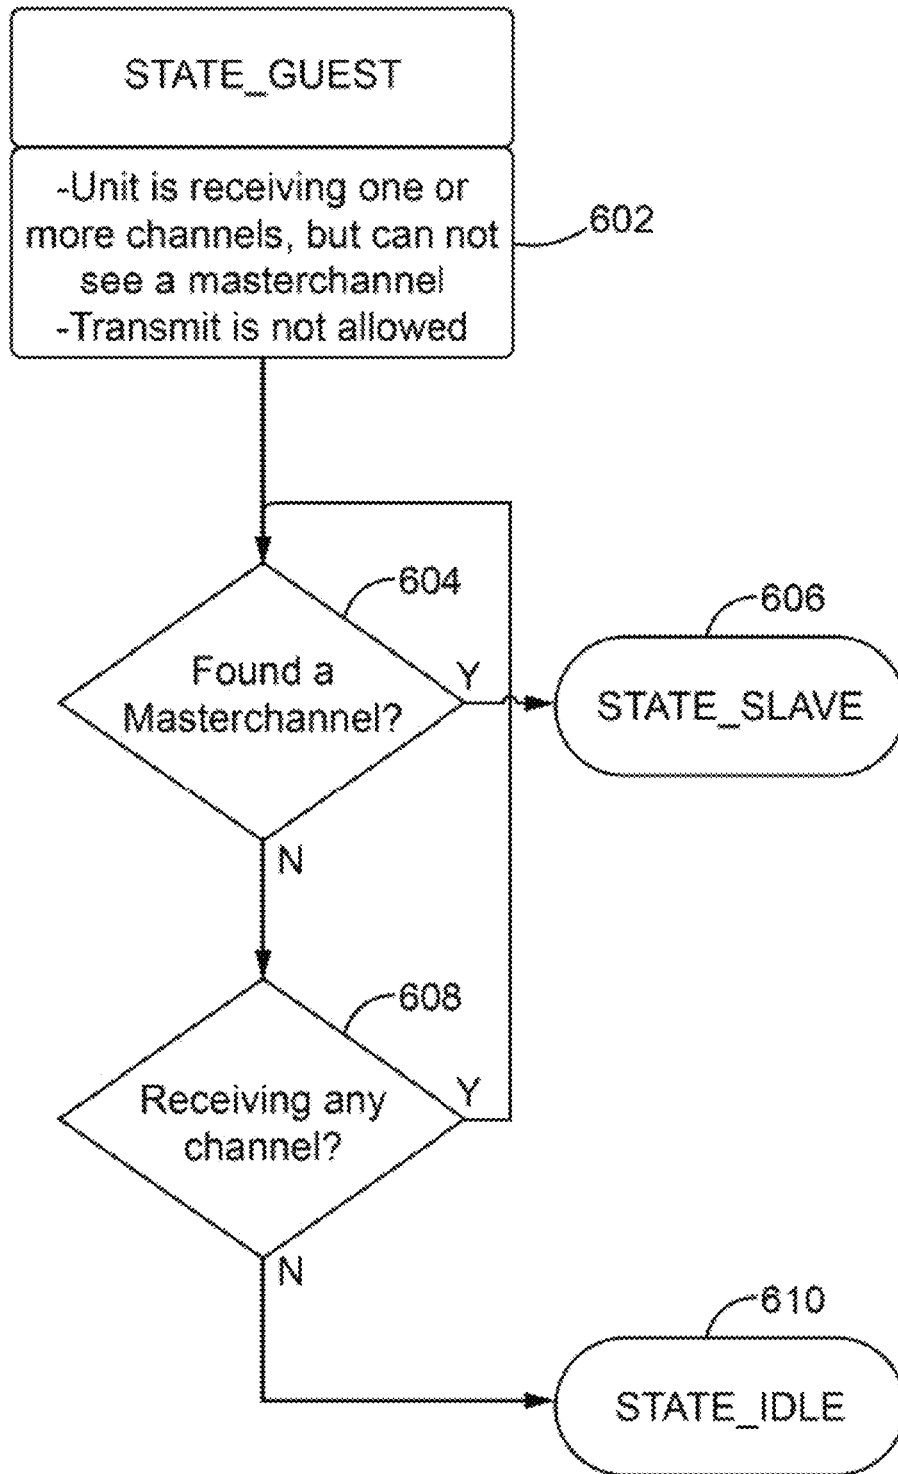 STATE_GUEST
-Unit is receiving one or
more channels, but can not
see a masterchannel
-Transmit is not allowed
602
604
Found a
Masterchannel?
Y
N
606
STATE_SLAVE
608
Receiving any
channel?
Y
N
610
STATE_IDLE